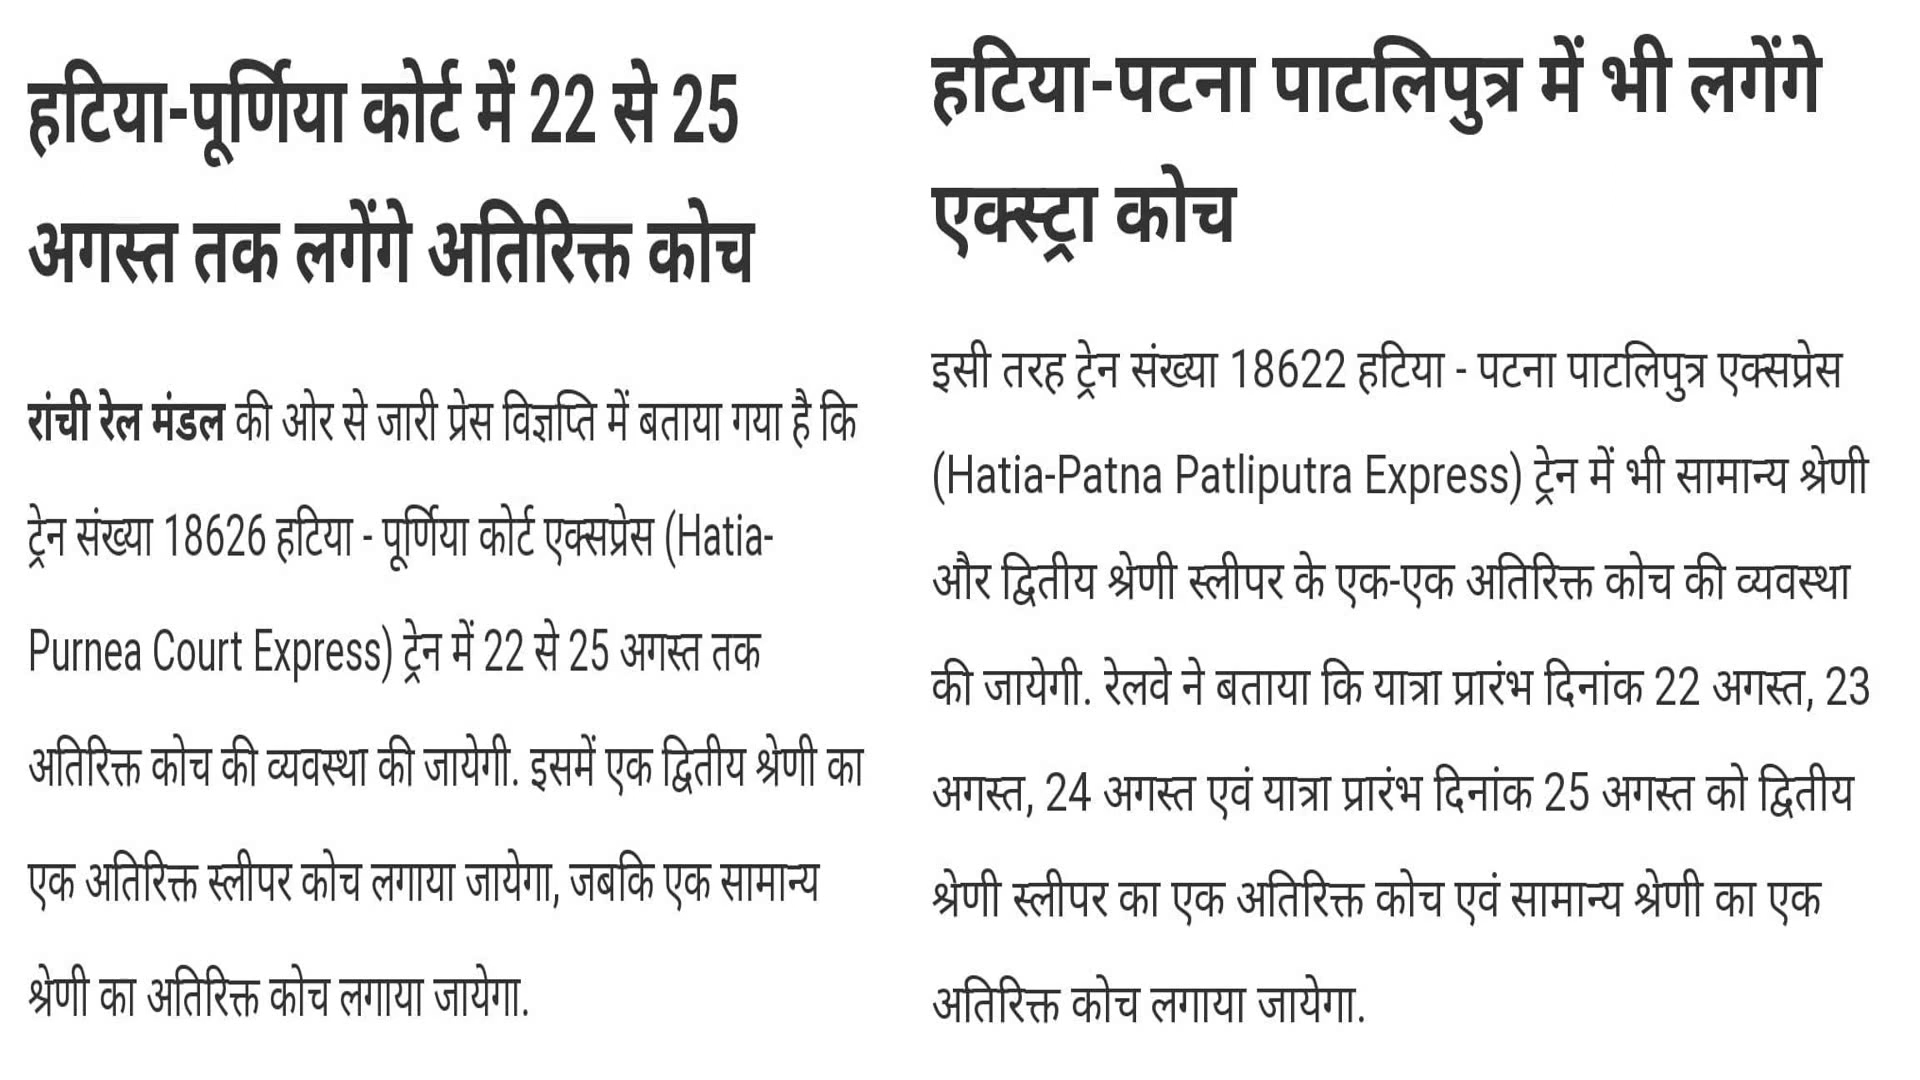 हटिया-पूर्णिया कोर्ट में 22 से 25
अगस्त तक लगेंगे अतिरिक्त कोच
रांची रेल मंडल की ओर से जारी प्रेस विज्ञप्ति में बताया गया है कि
ट्रेन संख्या 18626 हटिया - पूर्णिया कोर्ट एक्सप्रेस (Hatia-
Purnea Court Express) ट्रेन में 22 से 25 अगस्त तक
अतिरिक्त कोच की व्यवस्था की जायेगी. इसमें एक द्वितीय श्रेणी का
एक अतिरिक्त स्लीपर कोच लगाया जायेगा, जबकि एक सामान्य
श्रेणी का अतिरिक्त कोच लगाया जायेगा.
हटिया-पटना पाटलिपुत्र में भी लगेंगे
एक्स्ट्रा कोच
इसी तरह ट्रेन संख्या 18622 हटिया - पटना पाटलिपुत्र एक्सप्रेस
(Hatia-Patna Patliputra Express) ट्रेन में भी सामान्य श्रेणी
और द्वितीय श्रेणी स्लीपर के एक-एक अतिरिक्त कोच की व्यवस्था
की जायेगी. रेलवे ने बताया कि यात्रा प्रारंभ दिनांक 22 अगस्त, 23
अगस्त, 24 अगस्त एवं यात्रा प्रारंभ दिनांक 25 अगस्त को द्वितीय
श्रेणी स्लीपर का एक अतिरिक्त कोच एवं सामान्य श्रेणी का एक
अतिरिक्त कोच लगाया जायेगा.